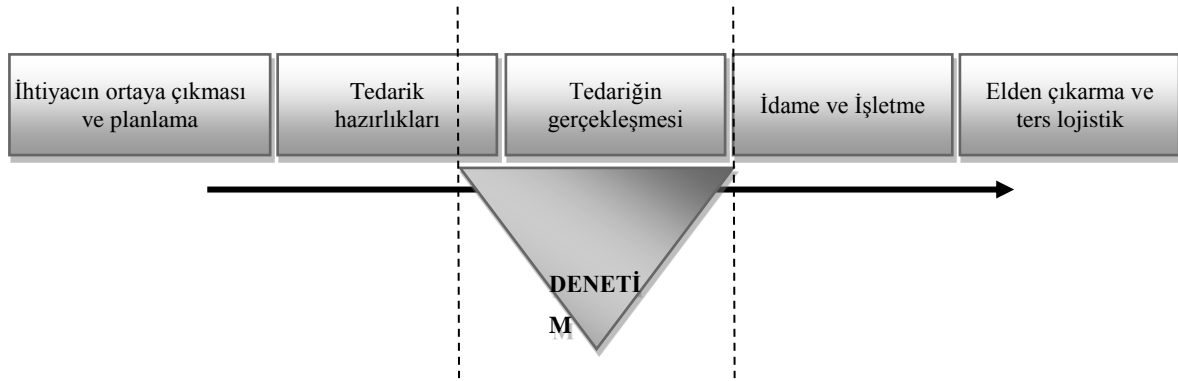 İhtiyacın ortaya çıkması
ve planlama
Tedarik
hazırlıkları
Tedariğin
gerçekleşmesi
İdame ve İşletme
Elden çıkarma ve
ters lojistik
DENETİ
M